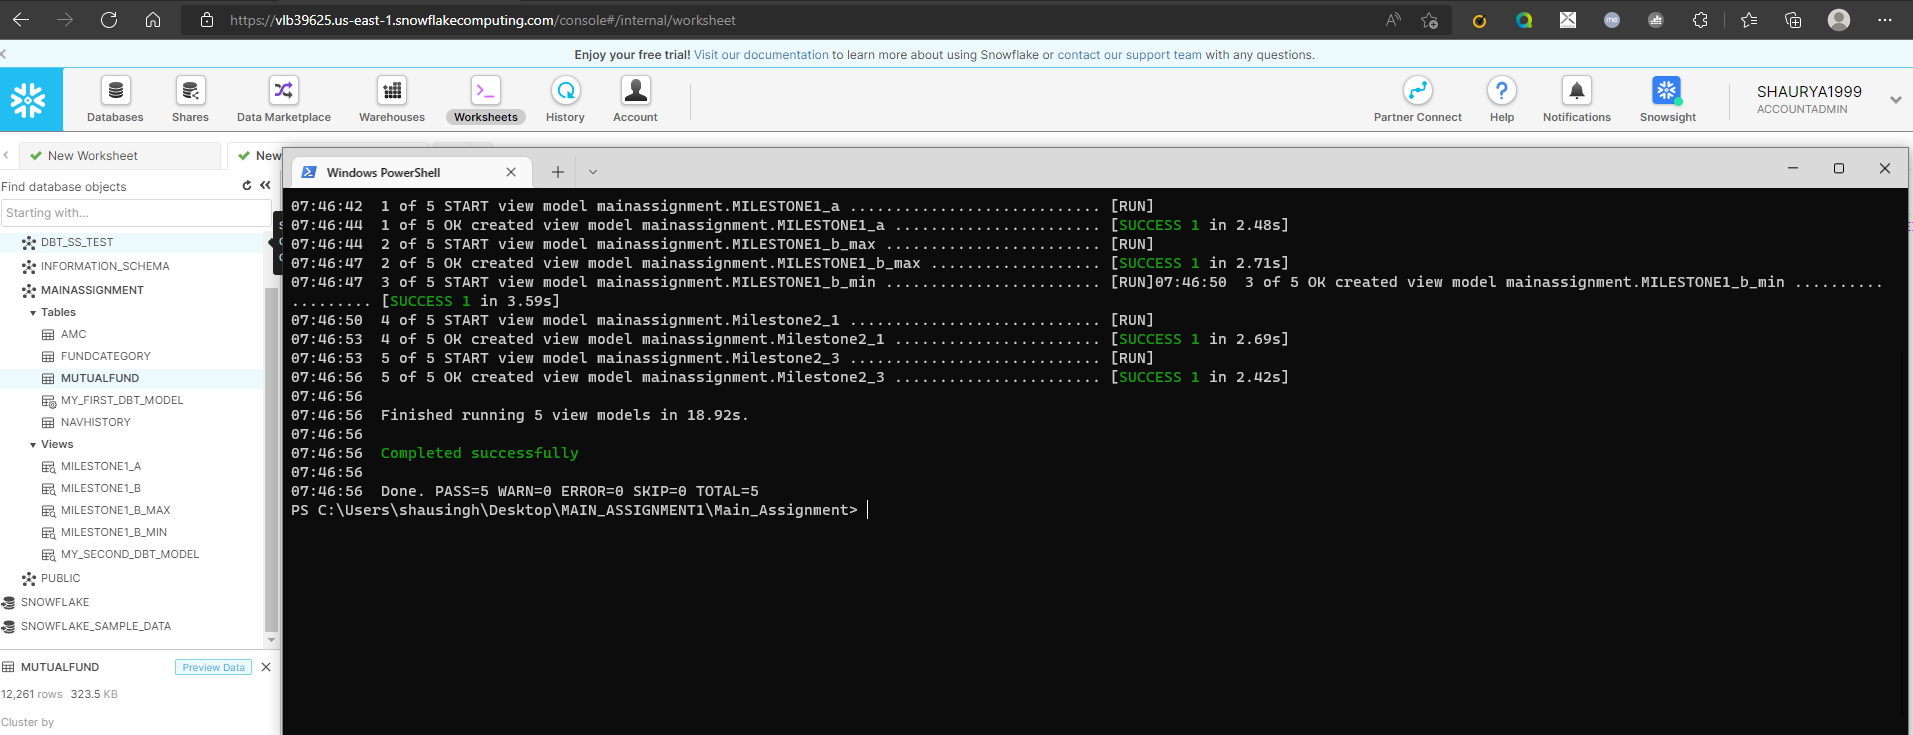 https://vlb39625.us-east-1.snowflakecomputing.com/console#/internal/worksheet
Enjoy your free trial! Visit our documentation to learn more about using Snowflake or contact our support team with any questions.
Databases
Shares
Data Marketplace
Warehouses
Worksheets
History
Account
Partner Connect
Help
Notifications
Snowsight
SHAURYA1999
ACCOUNTADMIN
New Worksheet
New
Find database objects
Starting with...
DBT_SS_TEST
INFORMATION_SCHEMA
MAINASSIGNMENT
Tables
AMC
FUNDCATEGORY
MUTUALFUND
MY_FIRST_DBT_MODEL
NAVHISTORY
Views
MILESTONE1_A
MILESTONE1_B
MILESTONE1_B_MAX
MILESTONE1_B_MIN
MY_SECOND_DBT_MODEL
PUBLIC
SNOWFLAKE
SNOWFLAKE_SAMPLE_DATA
MUTUALFUND
Preview Data
12,261 rows 323.5 KB
Cluster by
Windows PowerShell
07:46:42  1 of 5 START view model mainassignment.MILESTONE1_a ............................ [RUN]
07:46:44  1 of 5 OK created view model mainassignment.MILESTONE1_a ....................... [SUCCESS 1 in 2.48s]
07:46:44  2 of 5 START view model mainassignment.MILESTONE1_b_max ........................ [RUN]
07:46:47  2 of 5 OK created view model mainassignment.MILESTONE1_b_max ................... [SUCCESS 1 in 2.71s]
07:46:47  3 of 5 START view model mainassignment.MILESTONE1_b_min ........................ [RUN]07:46:50  3 of 5 OK created view model mainassignment.MILESTONE1_b_min ..........
......... [SUCCESS 1 in 3.59s]
07:46:50  4 of 5 START view model mainassignment.Milestone2_1 ............................ [RUN]
07:46:53  4 of 5 OK created view model mainassignment.Milestone2_1 ....................... [SUCCESS 1 in 2.69s]
07:46:53  5 of 5 START view model mainassignment.Milestone2_3 ............................ [RUN]
07:46:56  5 of 5 OK created view model mainassignment.Milestone2_3 ....................... [SUCCESS 1 in 2.42s]
07:46:56
07:46:56  Finished running 5 view models in 18.92s.
07:46:56
07:46:56  Completed successfully
07:46:56
07:46:56  Done. PASS=5 WARN=0 ERROR=0 SKIP=0 TOTAL=5
PS C:\Users\shausingh\Desktop\MAIN_ASSIGNMENT1\Main_Assignment>